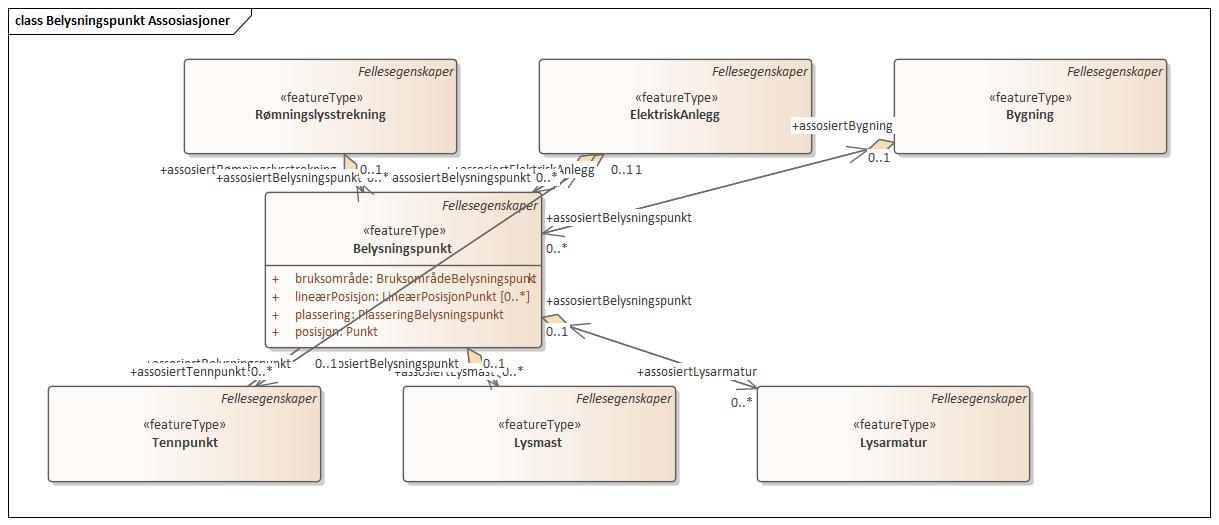 class Belysningspunkt Assosiasjoner
Fellesegenskaper
«featureType»
Rømningslysstrekning
Fellesegenskaper
«featureType»
ElektriskAnlegg
Fellesegenskaper
«featureType»
Bygning
+assosiertBygning
0..1
+assosiertRømningslysstrekning
0..1
+assosiertElektriskAnlegg
0..1
1
+assosiertBelysningspunkt
0..*
+assosiertBelysningspunkt
0..*
+assosiertBelysningspunkt
0..*
Fellesegenskaper
«featureType»
Belysningspunkt
+ bruksområde: BruksområdeBelysningspunkt
+ lineærPosisjon: LineærPosisjonPunkt [0..*]
+ plassering: PlasseringBelysningspunkt
+ posisjon: Punkt
+assosiertBelysningspunkt
0..1
+assosiertBelysningspunkt
0..1
osiertBelysningspunkt
0..1
+assosiertTennpunkt
0..*
+assosiertLysmast
0..*
+assosiertLysarmatur
0..*
Fellesegenskaper
«featureType»
Tennpunkt
Fellesegenskaper
«featureType»
Lysmast
Fellesegenskaper
«featureType»
Lysarmatur